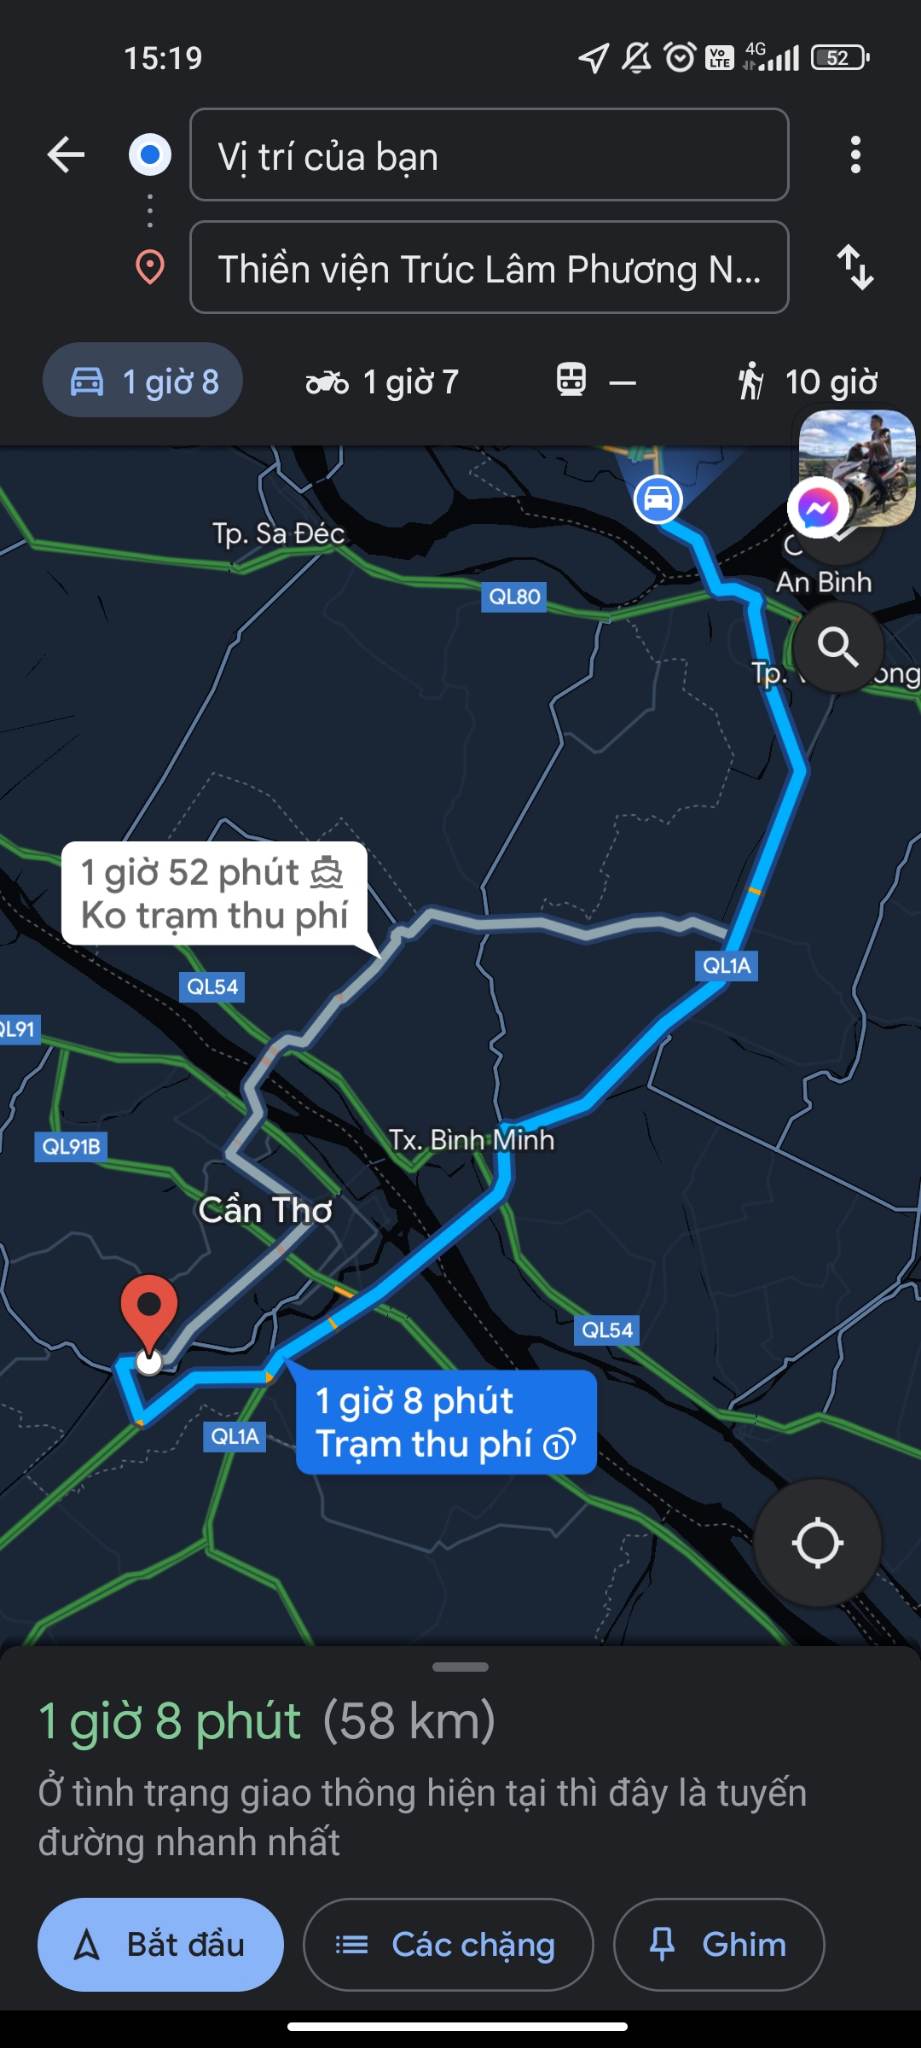 15:19
Vo LTE 4G 52
Vị trí của bạn
Thiền viện Trúc Lâm Phương N...
1 giờ 8
1 giờ 7
—
10 giờ
Tp. Sa Đéc
C
An Bình
QL80
Tp.
ong
1 giờ 52 phút
Ko trạm thu phí
QL1A
QL54
QL91
Tx. Bình Minh
QL91B
Cần Thơ
QL54
1 giờ 8 phút
Trạm thu phí
QL1A
1 giờ 8 phút (58 km)
Ở tình trạng giao thông hiện tại thì đây là tuyến
đường nhanh nhất
Bắt đầu
Các chặng
Ghim